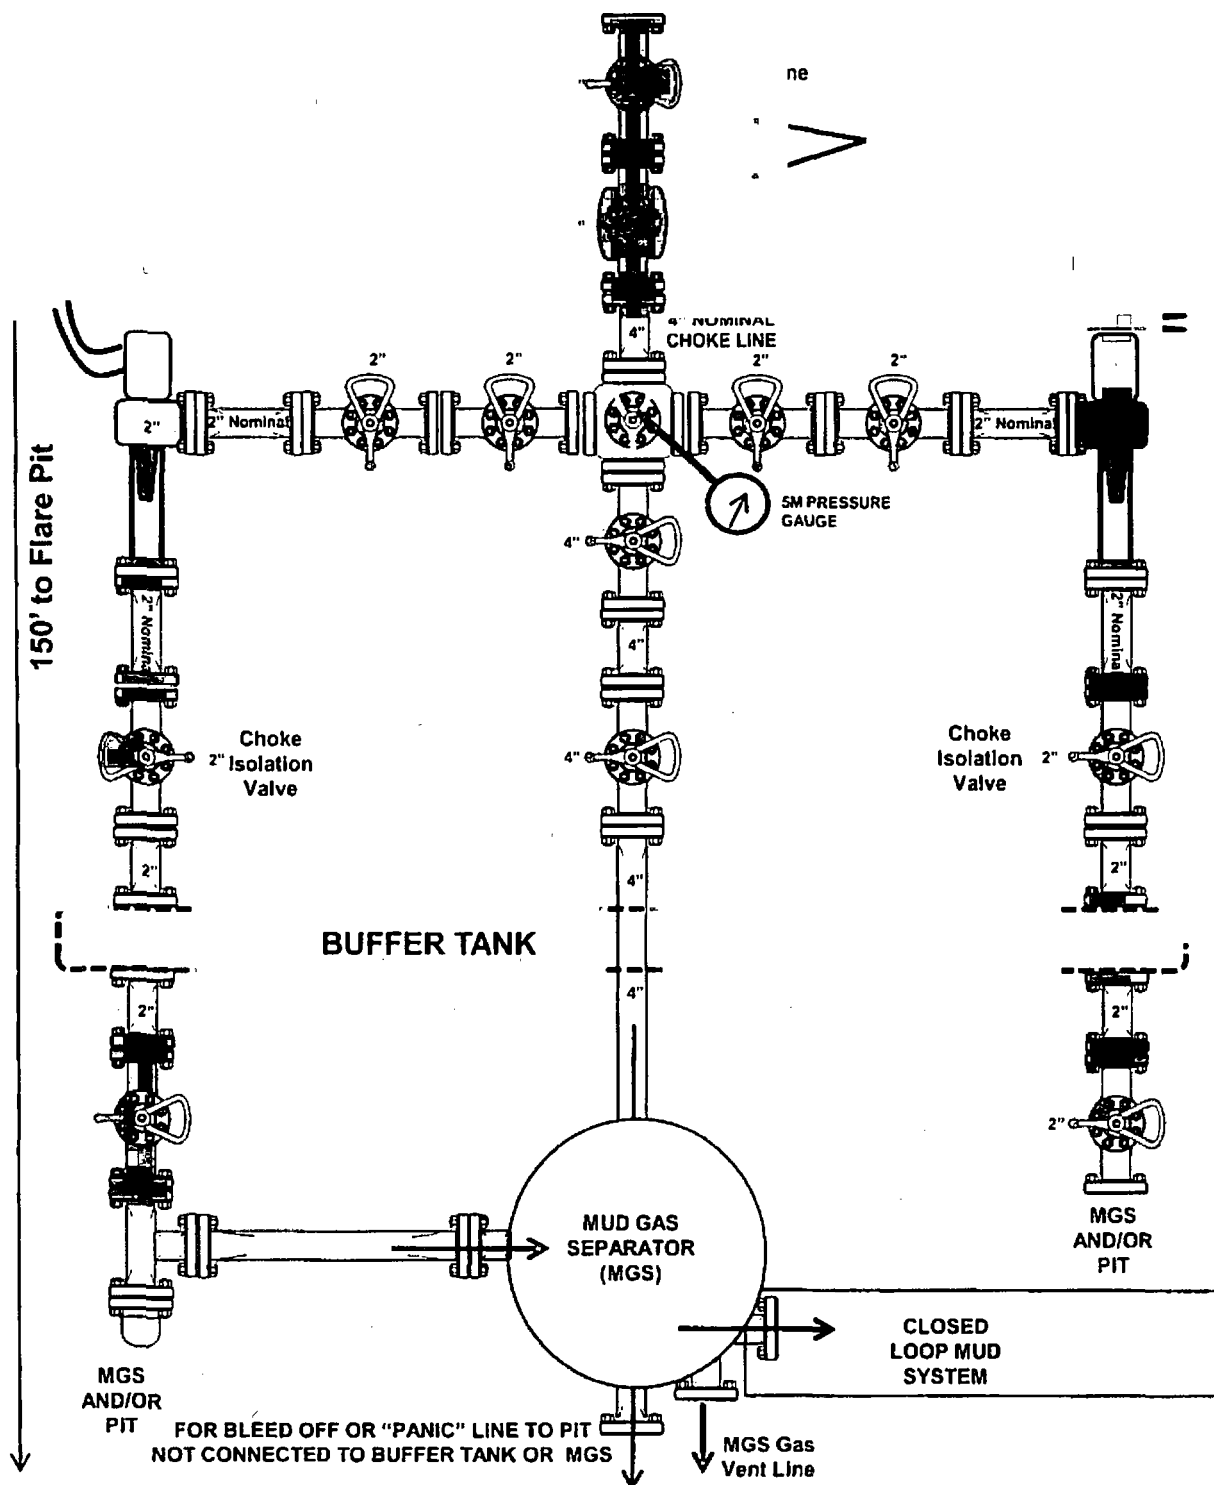 ne
4"
4" NOMINAL
CHOKE LINE
2"
2"
2"
2"
2"
2" Nominal
2" Nominal
5M PRESSURE
GAUGE
150' to Flare Pit
4"
2" Nominal
4"
2" Nominal
Choke
Isolation
Valve
2"
4"
Choke
Isolation
Valve
2"
2"
4"
2"
BUFFER TANK
2"
4"
2"
2"
MUD GAS
SEPARATOR
(MGS)
MGS
AND/OR
PIT
CLOSED
LOOP MUD
SYSTEM
MGS
AND/OR
PIT
FOR BLEED OFF OR "PANIC" LINE TO PIT
NOT CONNECTED TO BUFFER TANK OR MGS
MGS Gas
Vent Line